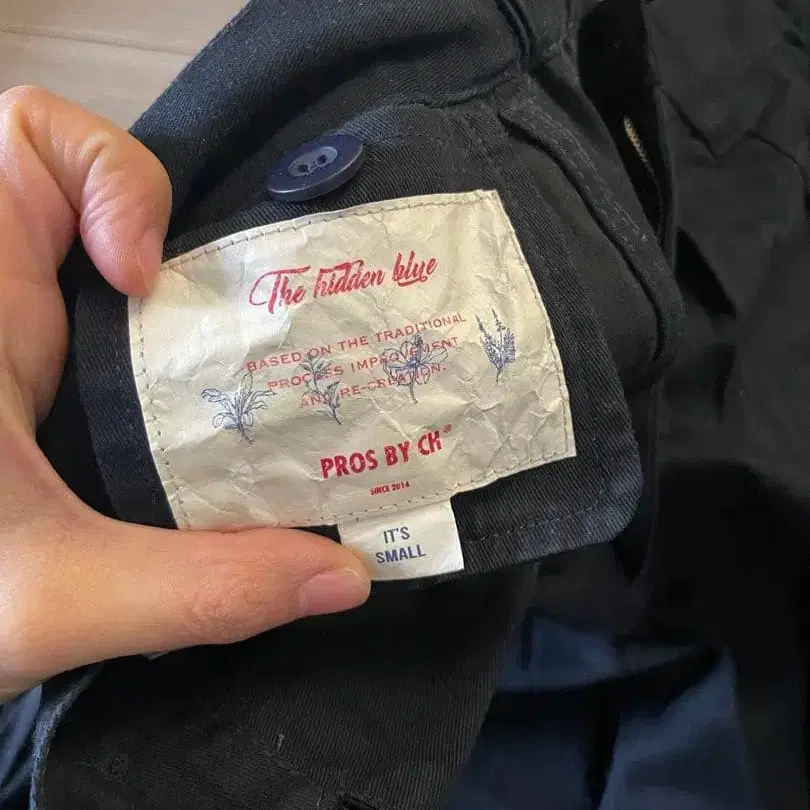 The hidden blue
BASED ON THE TRADITIONAL
PROCESS IMPROVEMENT
AND RE-CREATION.
PROS BY CH®
SINCE 2014
IT'S
SMALL